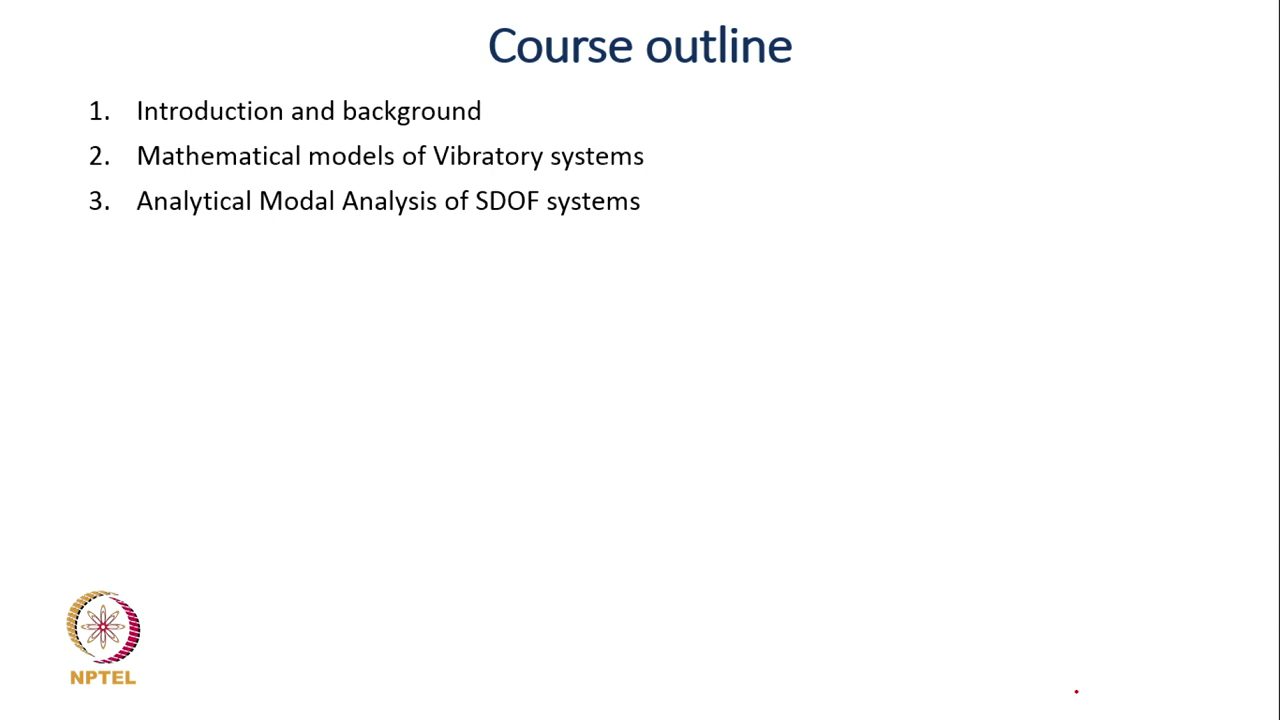 Course outline
1. Introduction and background
2. Mathematical models of Vibratory systems
3. Analytical Modal Analysis of SDOF systems
NPTEL